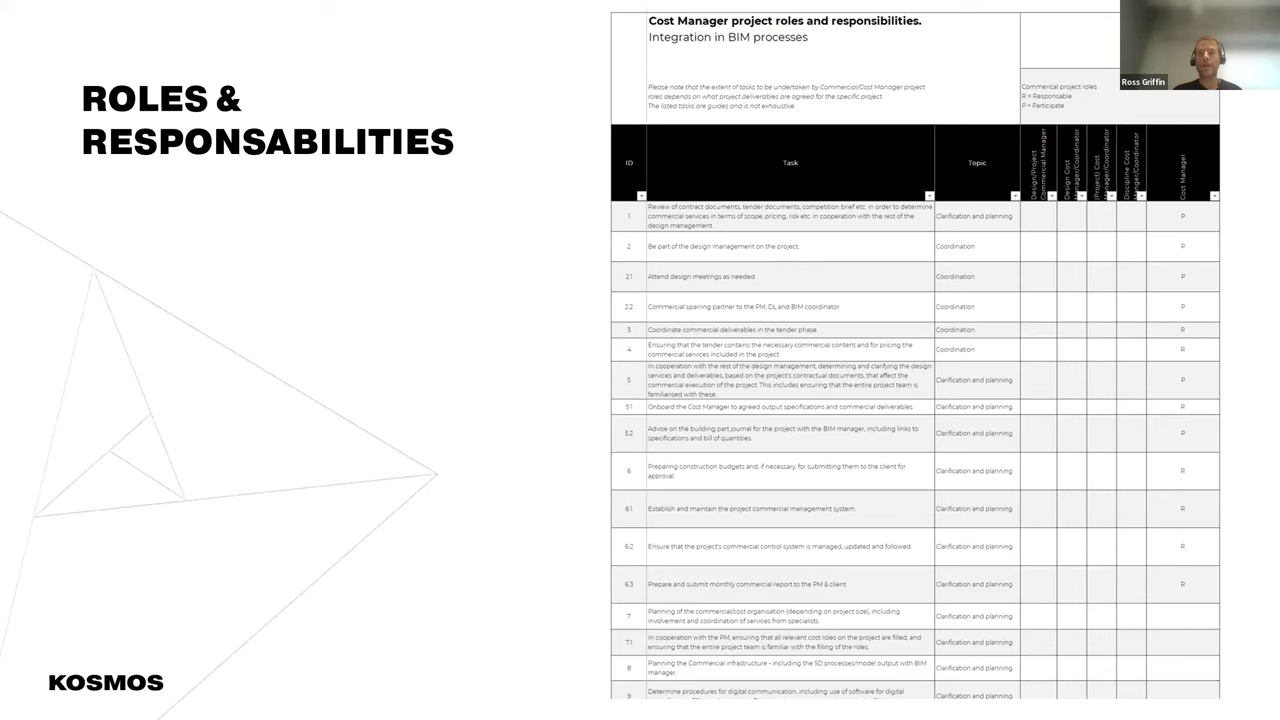 ROLES &
RESPONSABILITIES
KOSMOS
Cost Manager project roles and responsibilities.
Integration in BIM processes
Please note that the extent of tasks to be undertaken by Commercial/Cost Manager project
roles depends on what project deliverables are agreed for the specific project.
The listed tasks are guides and is not exhaustive.
Commerical project roles
R = Responsable
P = Participate
Ross Griffin
ID
Task
Topic
Design/Project
Commercial Manager
Design Cost
Manager/Coordinator
(Project) Cost
Manager/Coordinator
Discipline Cost
Cost Manager
1
Review of contract documents, tender documents, competition brief etc. in order to determine
commercial services in terms of scope, pricing, risk etc. in cooperation with the rest of the
design management.
Clarification and planning
P
2
Be part of the design management on the project.
Coordination
P
2.1
Attend design meetings as needed.
Coordination
P
2.2
Commercial sparring partner to the PM, DL and BIM coordinator
Coordination
P
3
Coordinate commercial deliverables in the tender phase.
Coordination
R
4
Ensuring that the tender contains the necessary commercial content and for pricing the
commercial services included in the project.
Coordination
R
5
In cooperation with the rest of the design management, determining and clarifying the design
services and deliverables, based on the project's contractual documents, that affect the
commercial execution of the project. This includes ensuring that the entire project team is
familiarised with these.
Clarification and planning
P
5.1
Onboard the Cost Manager to agreed output specifications and commercial deliverables.
Clarification and planning
R
5.2
Advise on the building part journal for the project with the BIM manager, including links to
specifications and bill of quantities.
Clarification and planning
P
6
Preparing construction budgets and, if necessary, for submitting them to the client for
approval.
Clarification and planning
R
6.1
Establish and maintain the project commercial management system.
Clarification and planning
R
6.2
Ensure that the project's commercial control system is managed, updated and followed.
Clarification and planning
R
6.3
Prepare and submit monthly commercial report to the PM & client
Clarification and planning
R
7
Planning of the commercial/cost organisation (depending on project size), including
involvement and coordination of services from specialists.
Clarification and planning
7.1
In cooperation with the PM, ensuring that all relevant cost roles on the project are filled, and
ensuring that the entire project team is familiar with the filling of the roles.
Clarification and planning
8
Planning the Commercial infrastructure - including the 5D processes/model output with BIM
manager.
Clarification and planning
9
Determine procedures for digital communication, including use of software for digital
Clarification and planning